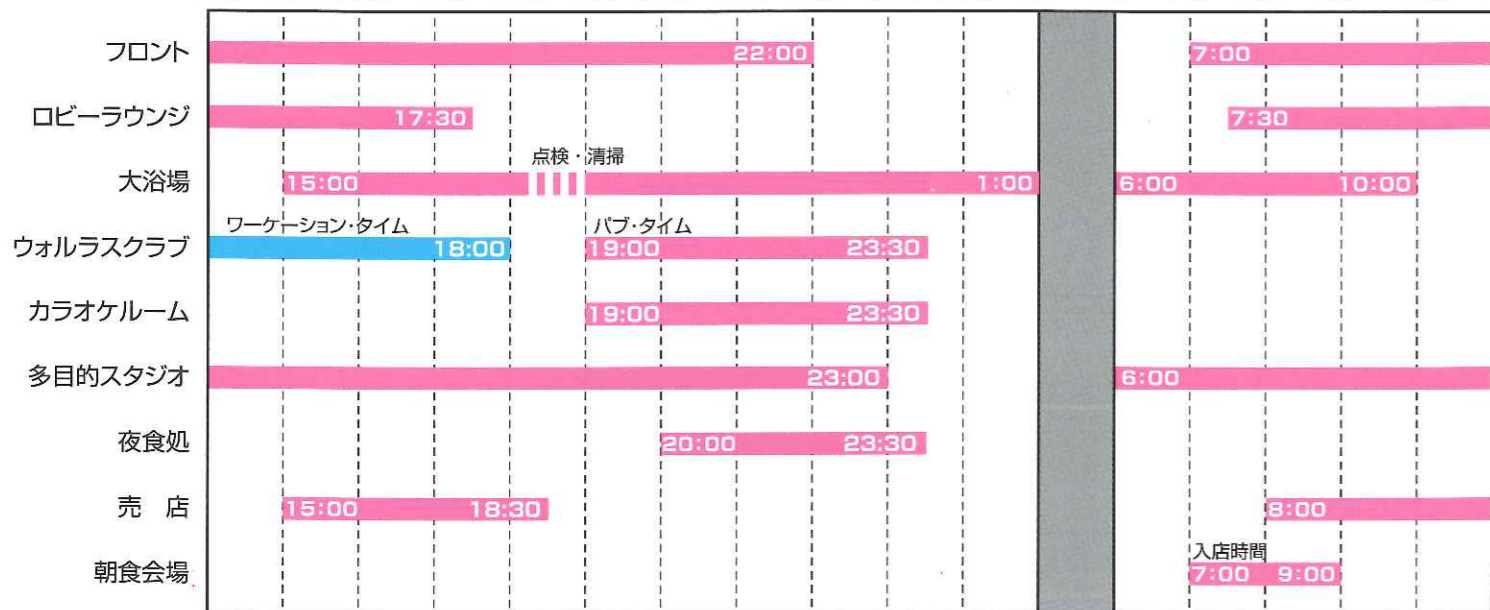 フロント 22:00 7:00
ロビーラウンジ 17:30 7:30
点検・清掃
大浴場 15:00 1:00 6:00 10:00
ワーケーション・タイム パブ・タイム
ウォルラスクラブ 18:00 19:00 23:30
カラオケルーム 19:00 23:30
多目的スタジオ 23:00 6:00
夜食処 20:00 23:30
売 店 15:00 18:30 8:00
入店時間
朝食会場 7:00 9:00